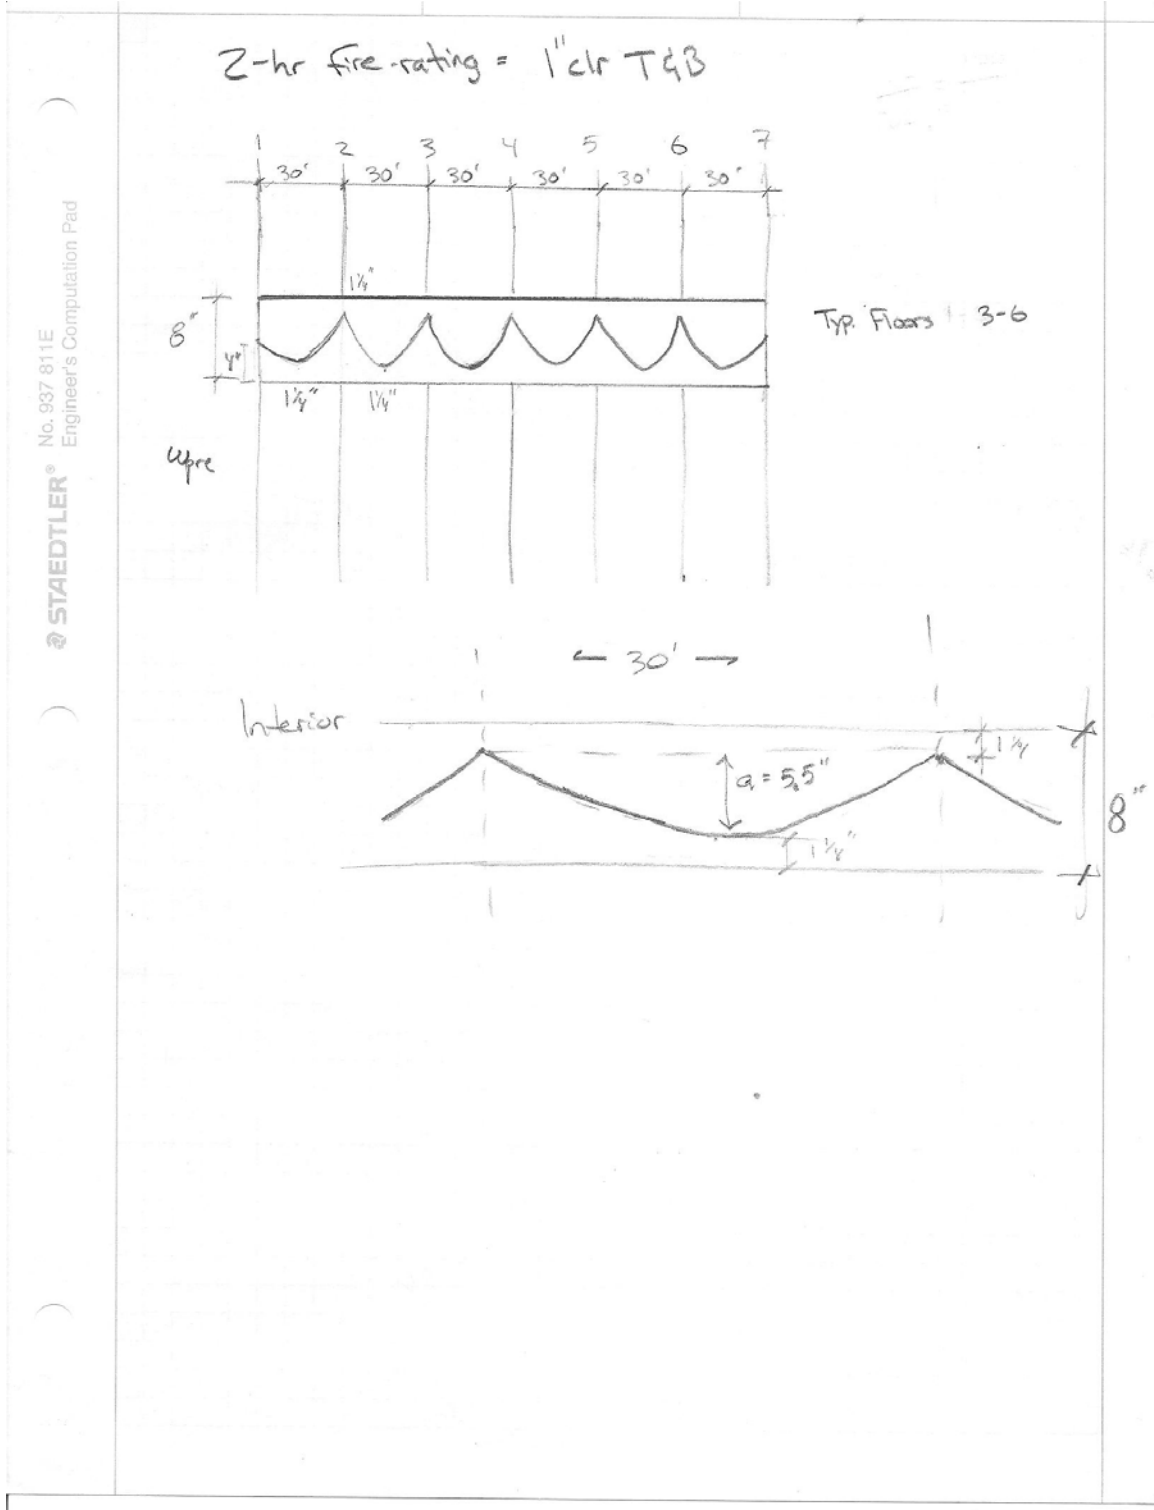 2-hr fire-rating = 1" clr T&B
1 2 3 4 5 6 7
30' 30' 30' 30' 30' 30'
1¼"
8"
4"
Typ. Floors 3-6
1¼" 1¼"
wpre
← 30' →
Interior
1¼
a = 5.5"
8"
1¼"
STAEDTLER® No. 937 811E
Engineer's Computation Pad